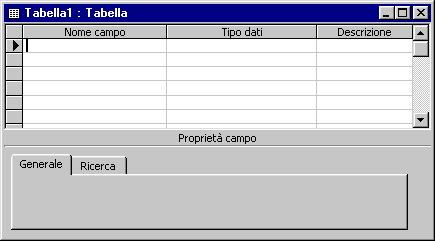 Tabella1 : Tabella
Nome campo Tipo dati Descrizione
Proprietà campo
Generale Ricerca